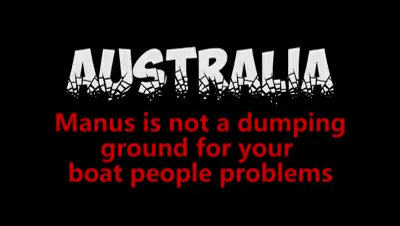 AUSTRALIA
Manus is not a dumping
ground for your
boat people problems